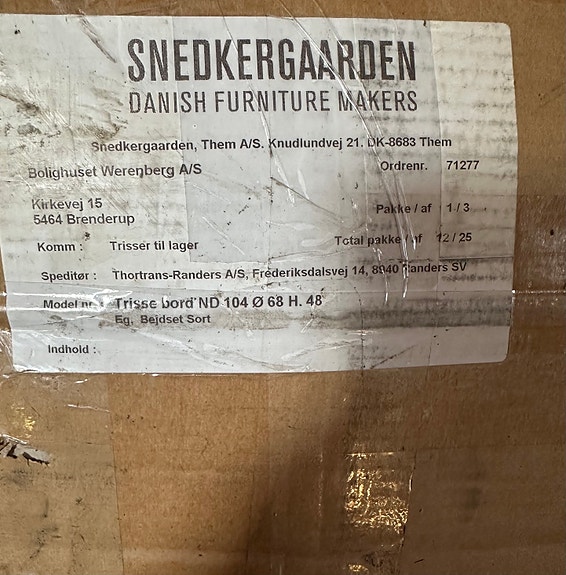 SNEDKERGAARDEN
DANISH FURNITURE MAKERS
Snedkergaarden, Them A/S. Knudlundvej 21. DK-8683 Them
Bolighuset Werenberg A/S Ordrenr. 71277
Kirkevej 15
5464 Brenderup
Pakke / af 1 / 3
Komm : Trisser til lager Total pakke / af 12 / 25
Speditør : Thortrans-Randers A/S, Frederiksdalsvej 14, 8940 Randers SV
Model nr. : Trisse bord ND 104 Ø 68 H. 48
Eg. Bejdset Sort
Indhold :